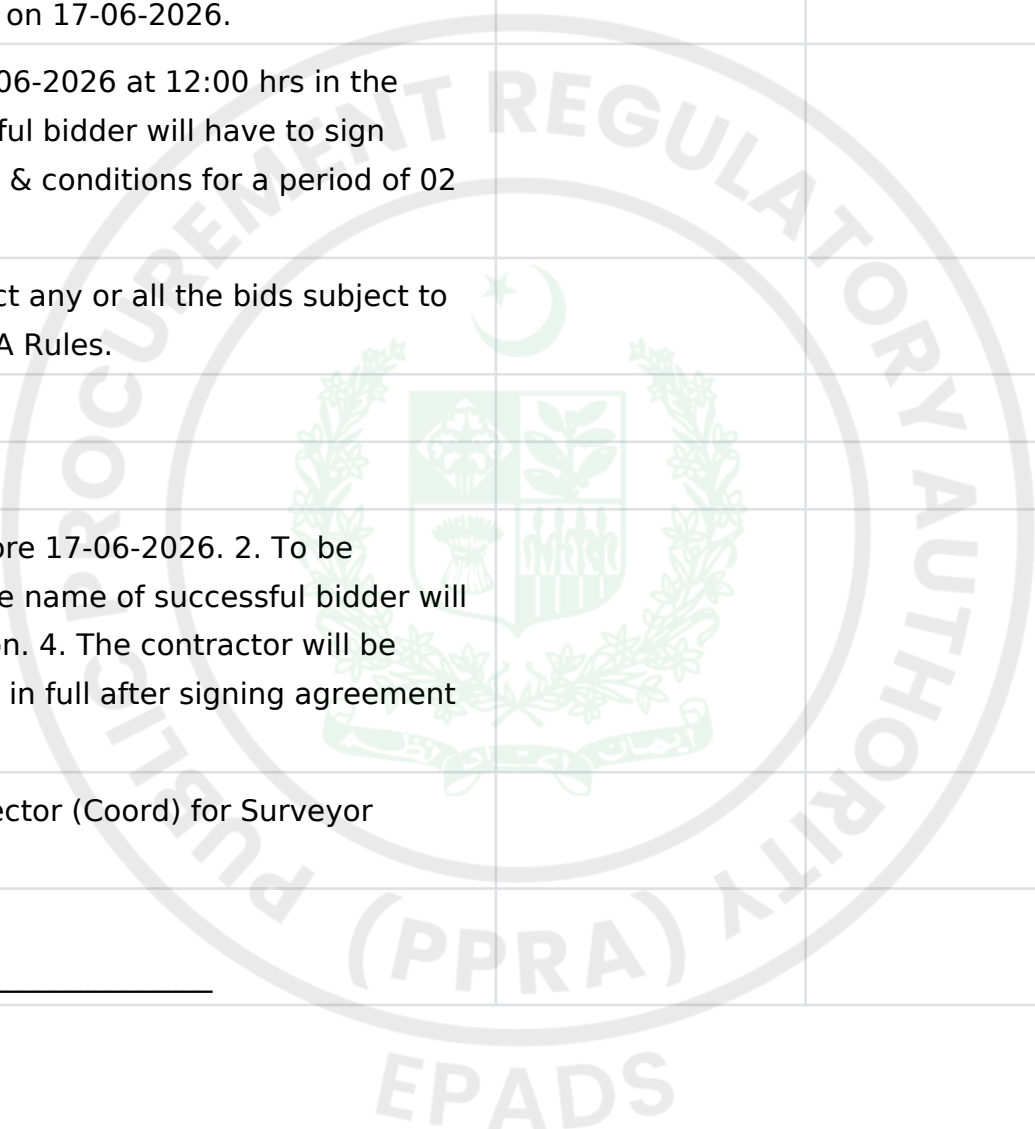 on 17-06-2026.
06-2026 at 12:00 hrs in the
ful bidder will have to sign
& conditions for a period of 02
ct any or all the bids subject to
A Rules.
ore 17-06-2026. 2. To be
e name of successful bidder will
on. 4. The contractor will be
in full after signing agreement
ector (Coord) for Surveyor
PUBLIC PROCUREMENT REGULATORY AUTHORITY
(PPRA)
EPADS